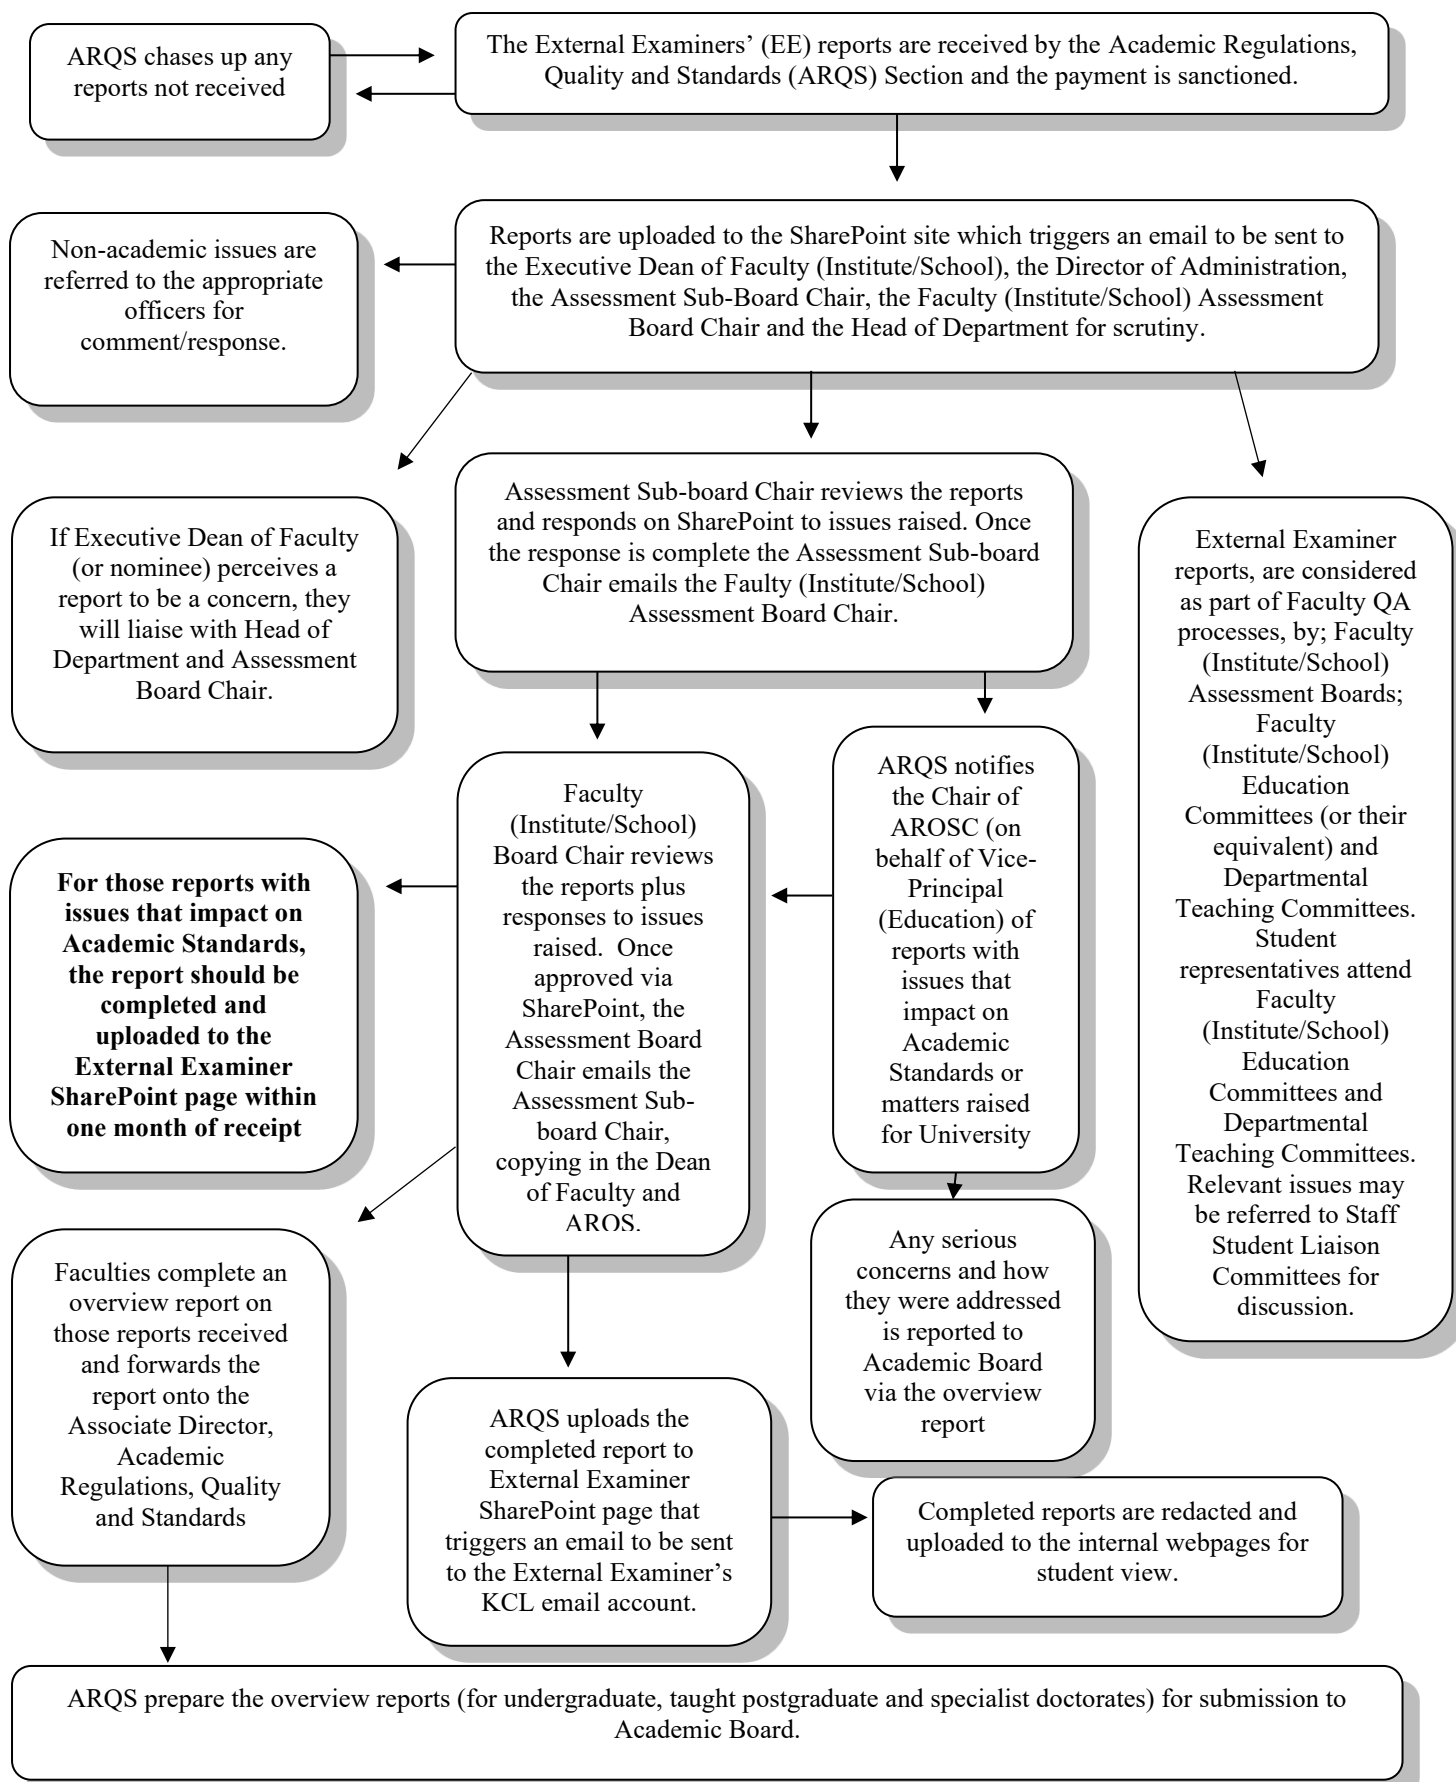 ARQS chases up any
reports not received
The External Examiners’ (EE) reports are received by the Academic Regulations,
Quality and Standards (ARQS) Section and the payment is sanctioned.
Non-academic issues are
referred to the appropriate
officers for
comment/response.
Reports are uploaded to the SharePoint site which triggers an email to be sent to
the Executive Dean of Faculty (Institute/School), the Director of Administration,
the Assessment Sub-Board Chair, the Faculty (Institute/School) Assessment
Board Chair and the Head of Department for scrutiny.
If Executive Dean of Faculty
(or nominee) perceives a
report to be a concern, they
will liaise with Head of
Department and Assessment
Board Chair.
Assessment Sub-board Chair reviews the reports
and responds on SharePoint to issues raised. Once
the response is complete the Assessment Sub-board
Chair emails the Faulty (Institute/School)
Assessment Board Chair.
External Examiner
reports, are considered
as part of Faculty QA
processes, by; Faculty
(Institute/School)
Assessment Boards;
Faculty
(Institute/School)
Education
Committees (or their
equivalent) and
Departmental
Teaching Committees.
Student
representatives attend
Faculty
(Institute/School)
Education
Committees and
Departmental
Teaching Committees.
Relevant issues may
be referred to Staff
Student Liaison
Committees for
discussion.
For those reports with
issues that impact on
Academic Standards,
the report should be
completed and
uploaded to the
External Examiner
SharePoint page within
one month of receipt
Faculty
(Institute/School)
Board Chair reviews
the reports plus
responses to issues
raised.  Once
approved via
SharePoint, the
Assessment Board
Chair emails the
Assessment Sub-
board Chair,
copying in the Dean
of Faculty and
ARQS.
ARQS notifies
the Chair of
AROSC (on
behalf of Vice-
Principal
(Education) of
reports with
issues that
impact on
Academic
Standards or
matters raised
for University
Faculties complete an
overview report on
those reports received
and forwards the
report onto the
Associate Director,
Academic
Regulations, Quality
and Standards
Any serious
concerns and how
they were addressed
is reported to
Academic Board
via the overview
report
ARQS uploads the
completed report to
External Examiner
SharePoint page that
triggers an email to be sent
to the External Examiner’s
KCL email account.
Completed reports are redacted and
uploaded to the internal webpages for
student view.
ARQS prepare the overview reports (for undergraduate, taught postgraduate and specialist doctorates) for submission to
Academic Board.